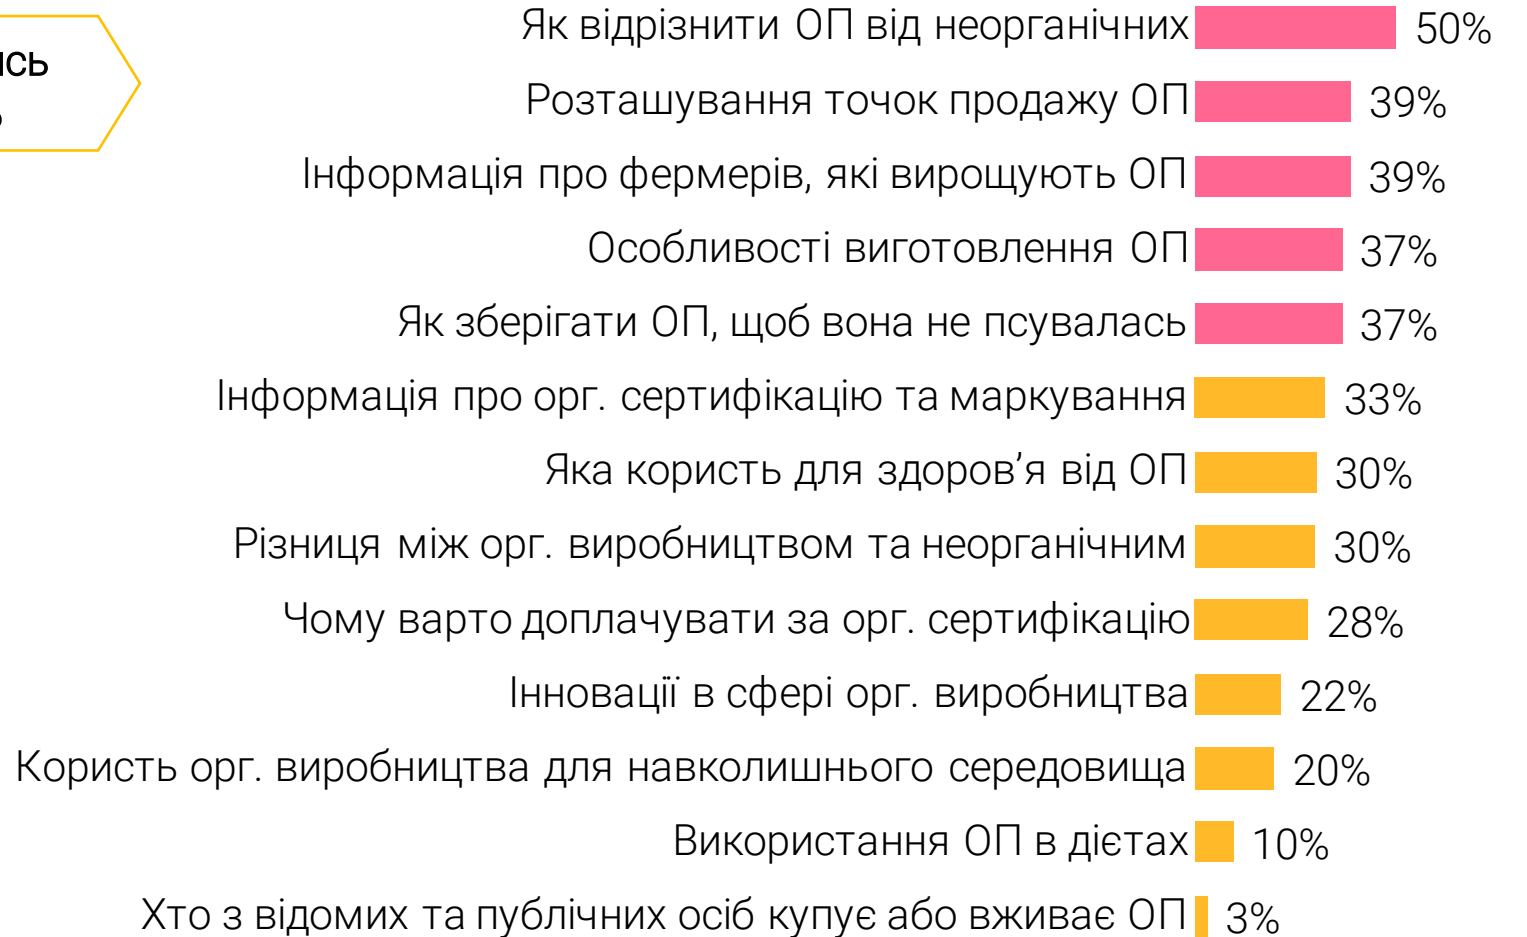 Як відрізнити ОП від неорганічних 50%
Розташування точок продажу ОП 39%
Інформація про фермерів, які вирощують ОП 39%
Особливості виготовлення ОП 37%
Як зберігати ОП, щоб вона не псувалась 37%
Інформація про орг. сертифікацію та маркування 33%
Яка користь для здоров’я від ОП 30%
Різниця між орг. виробництвом та неорганічним 30%
Чому варто доплачувати за орг. сертифікацію 28%
Інновації в сфері орг. виробництва 22%
Користь орг. виробництва для навколишнього середовища 20%
Використання ОП в дієтах 10%
Хто з відомих та публічних осіб купує або вживає ОП 3%